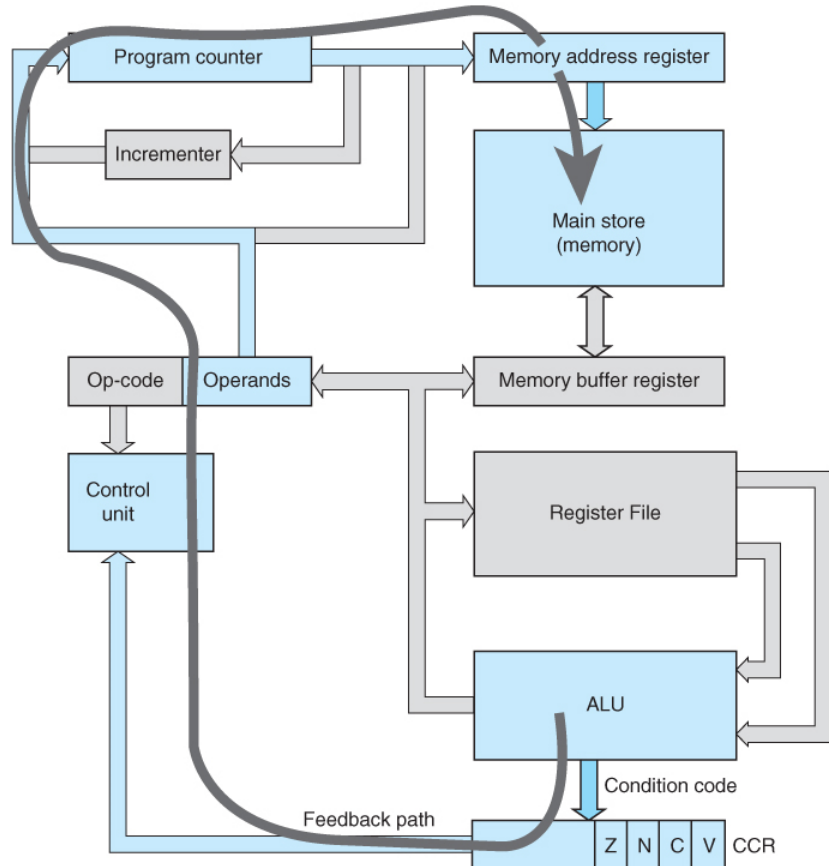 Program counter
Memory address register
Incrementer
Main store
(memory)
Op-code
Operands
Memory buffer register
Control
unit
Register File
ALU
Condition code
Feedback path
Z N C V CCR